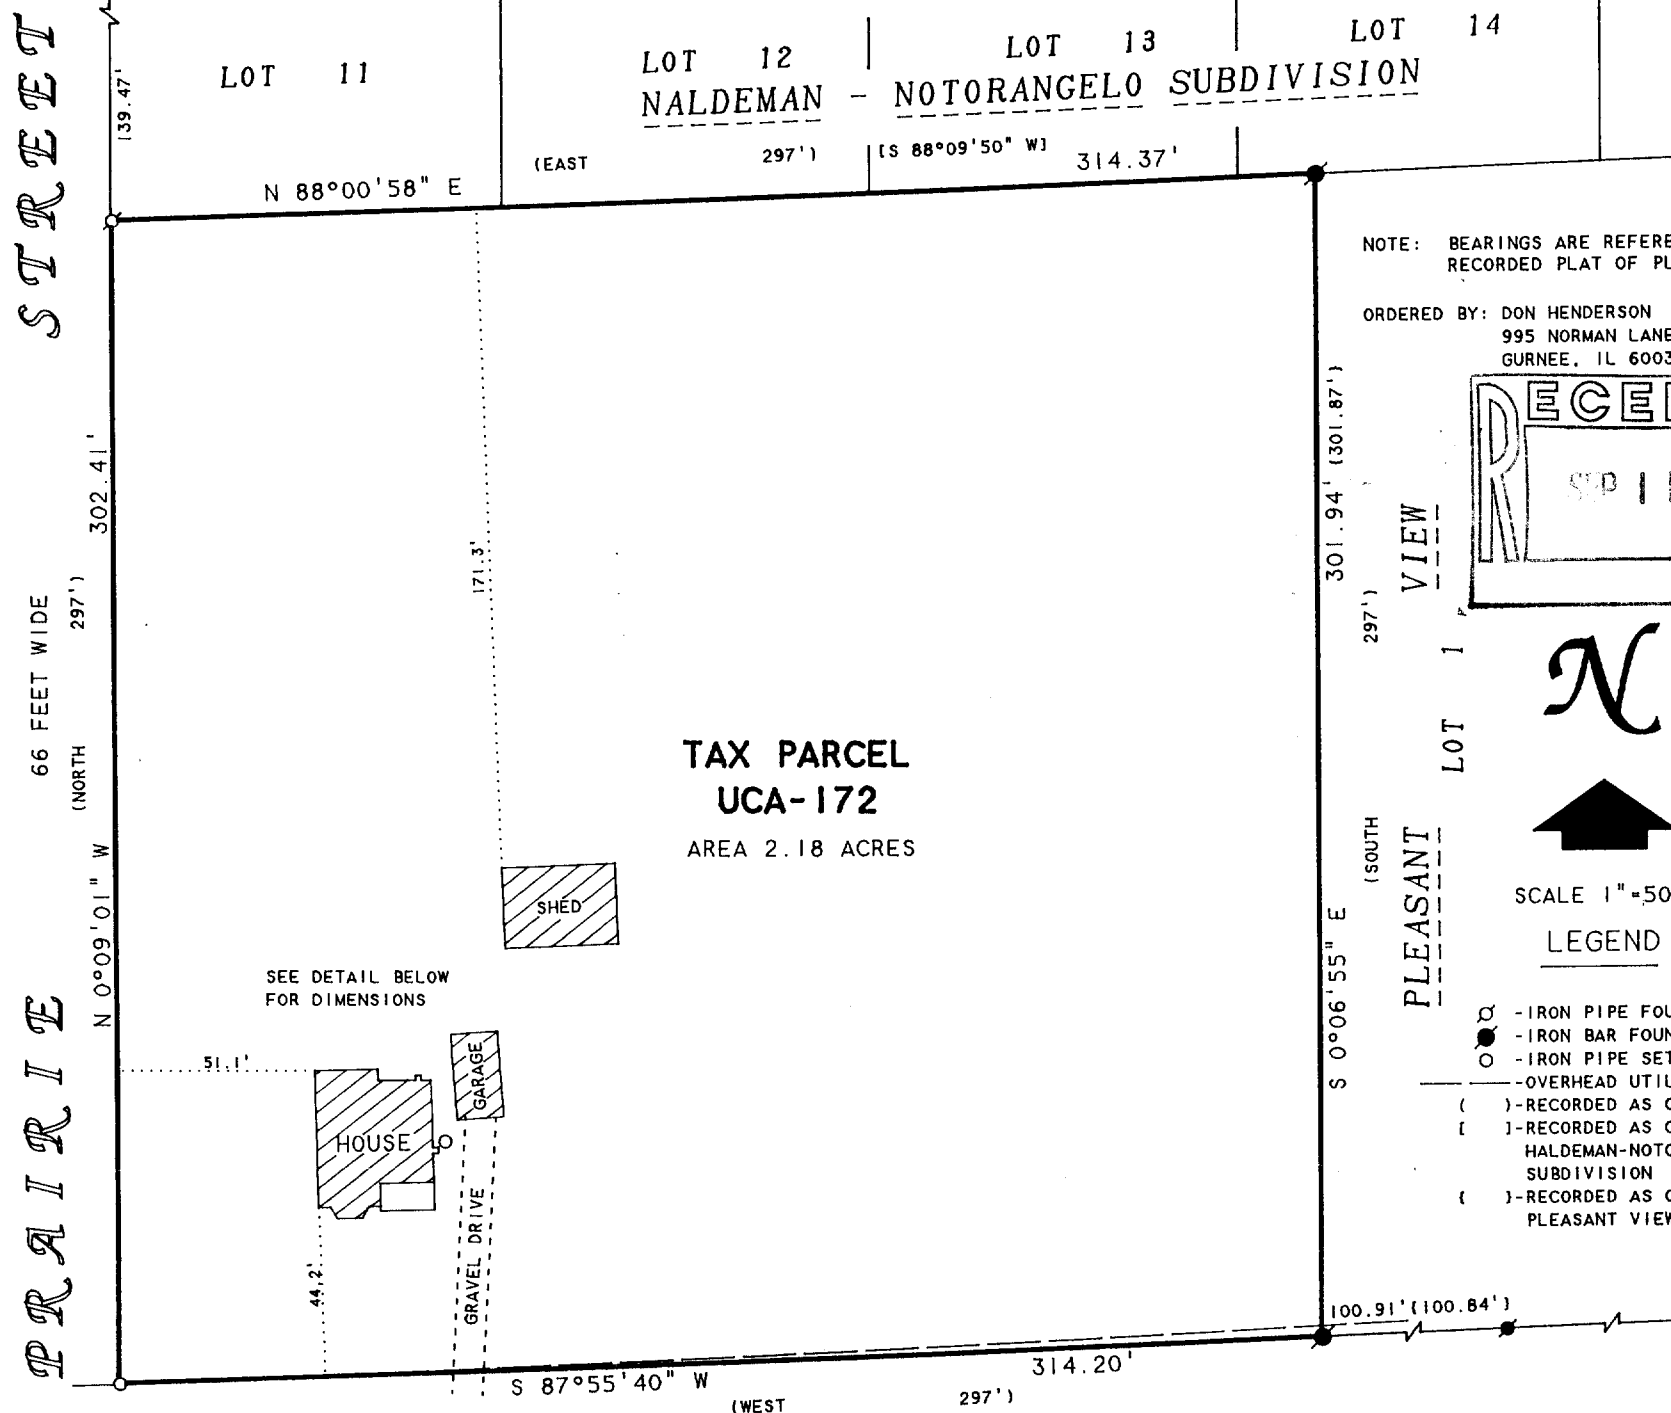 STREET
139.47'
LOT 11
LOT 12
LOT 13
LOT 14
NALDEMAN - NOTORANGELO SUBDIVISION
(EAST 297')
[S 88°09'50" W]
314.37'
N 88°00'58" E
NOTE: BEARINGS ARE REFERE
RECORDED PLAT OF PL
ORDERED BY: DON HENDERSON
995 NORMAN LANE
GURNEE, IL 6003
RECEI
302.41'
(NORTH 297')
66 FEET WIDE
N 0°09'01" W
PRAIRIE
171.3'
301.94' (301.87')
(SOUTH 297')
S 0°06'55" E
PLEASANT VIEW
LOT 1
N
TAX PARCEL
UCA-172
AREA 2.18 ACRES
SHED
SEE DETAIL BELOW
FOR DIMENSIONS
51.1'
GARAGE
HOUSE
GRAVEL DRIVE
44.2'
SCALE 1"=50
LEGEND
-IRON PIPE FOU
-IRON BAR FOUN
-IRON PIPE SET
-OVERHEAD UTIL
( )-RECORDED AS O
[ ]-RECORDED AS O
HALDEMAN-NOTO
SUBDIVISION
{ }-RECORDED AS O
PLEASANT VIEW
100.91'{100.84'}
314.20'
S 87°55'40" W
(WEST 297')